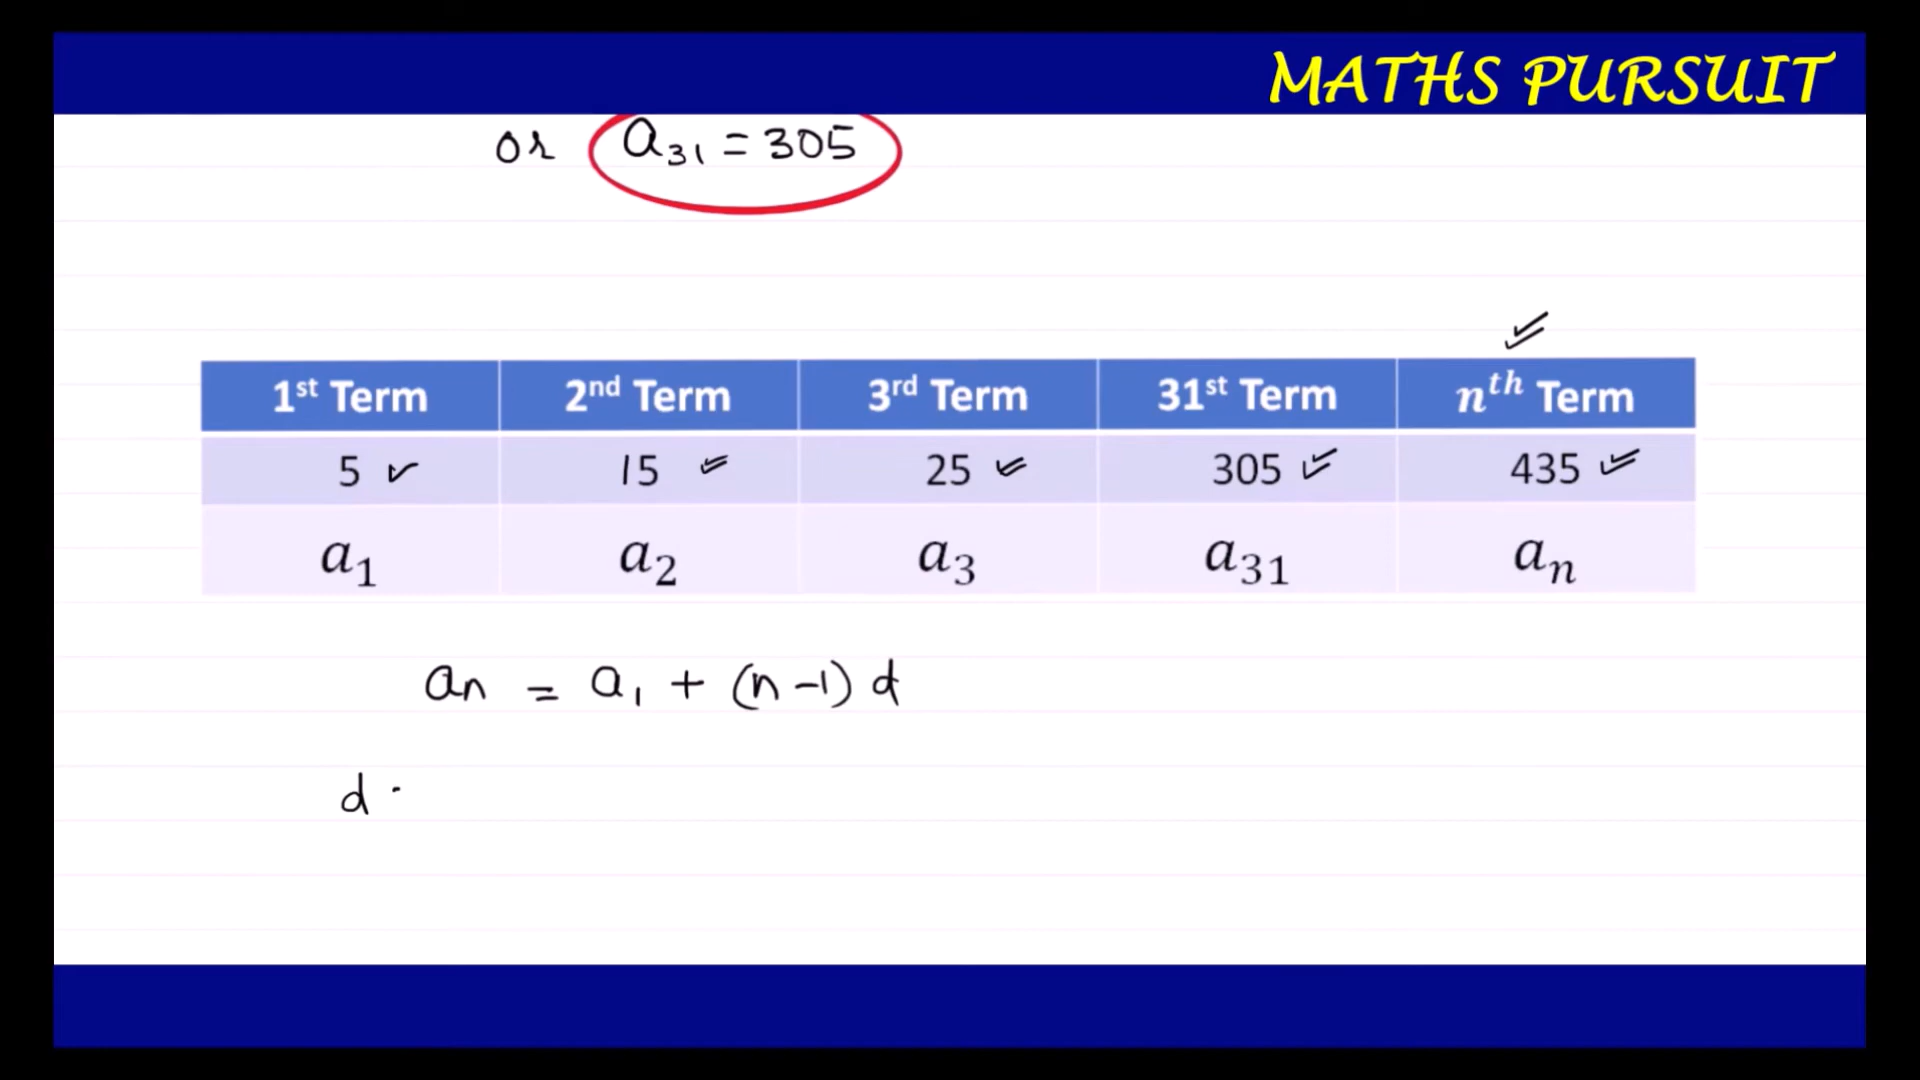 MATHS PURSUIT
or a₃₁ = 305
1st Term 2nd Term 3rd Term 31st Term nth Term
5 15 25 305 435
a₁ a₂ a₃ a₃₁ aₙ
an = a₁ + (n-1) d
d